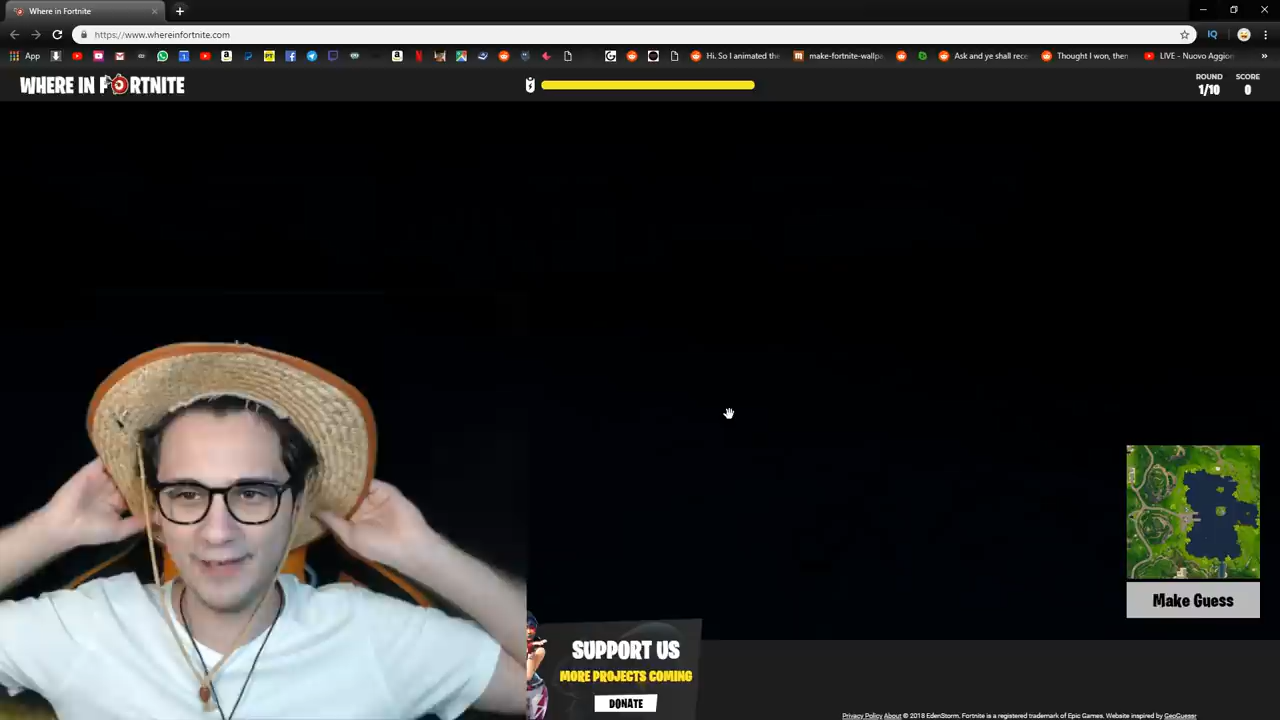 Where in Fortnite
https://www.whereinfortnite.com
App
Hi. So I animated the
make-fortnite-wallpa
Ask and ye shall rece
Thought I won, then
LIVE - Nuovo Aggion
WHERE IN FORTNITE
ROUND
1/10
SCORE
0
Make Guess
SUPPORT US
MORE PROJECTS COMING
DONATE
Privacy Policy About © 2018 EdenStorm. Fortnite is a registered trademark of Epic Games. Website inspired by GeoGuessr